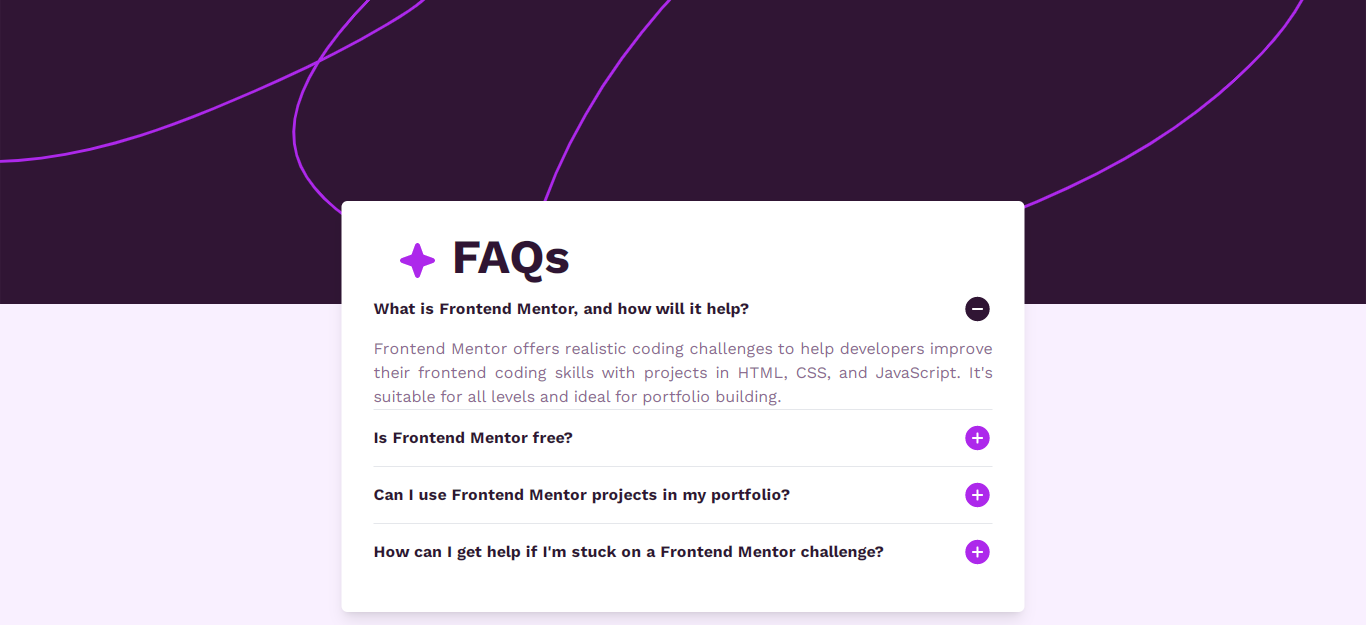 FAQs
What is Frontend Mentor, and how will it help?
Frontend Mentor offers realistic coding challenges to help developers improve
their frontend coding skills with projects in HTML, CSS, and JavaScript. It's
suitable for all levels and ideal for portfolio building.
Is Frontend Mentor free?
Can I use Frontend Mentor projects in my portfolio?
How can I get help if I'm stuck on a Frontend Mentor challenge?